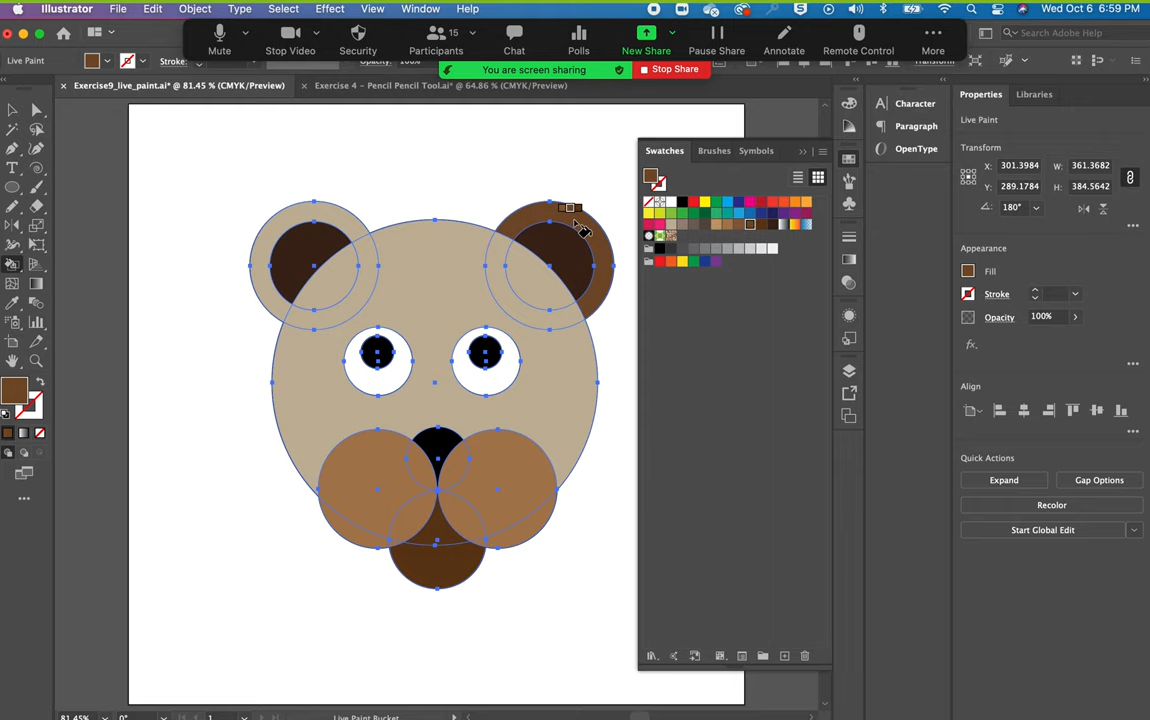 Illustrator File Edit Object Type Select Effect View Window Help
Wed Oct 6 6:59 PM
Mute
Stop Video
Security
Participants
15
Chat
Polls
New Share
Pause Share
Annotate
Remote Control
More
You are screen sharing
Stop Share
Search Adobe Help
Live Paint
Stroke:
Exercise9_live_paint.ai* @ 81.45 % (CMYK/Preview)
Exercise 4 - Pencil Pencil Tool.ai* @ 64.86 % (CMYK/Preview)
Swatches
Brushes
Symbols
Character
Paragraph
OpenType
Properties
Libraries
Live Paint
Transform
X: 301.3984
W: 361.3682
Y: 289.1784
H: 384.5642
180°
Appearance
Fill
Stroke
Opacity
100%
fx.
Align
Quick Actions
Expand
Gap Options
Recolor
Start Global Edit
81.45%
0°
1
Live Paint Bucket